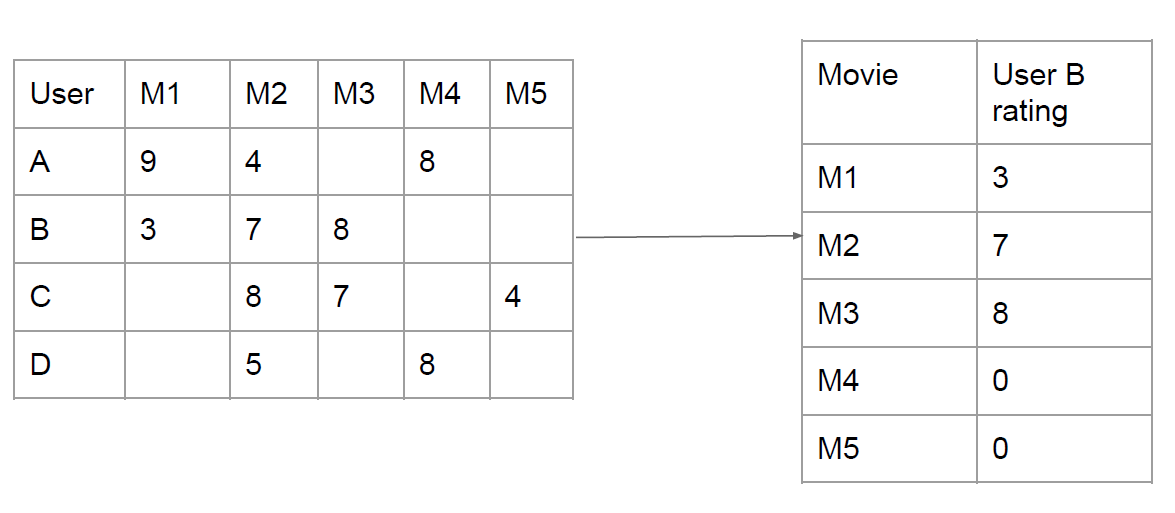 User M1 M2 M3 M4 M5
A 9 4 8
B 3 7 8
C 8 7 4
D 5 8
Movie User B
rating
M1 3
M2 7
M3 8
M4 0
M5 0